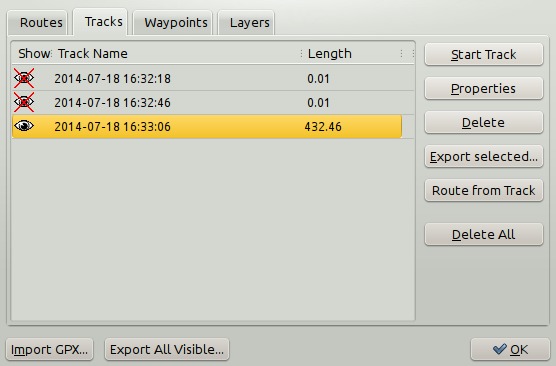 Routes Tracks Waypoints Layers
Show Track Name Length
2014-07-18 16:32:18 0.01
2014-07-18 16:32:46 0.01
2014-07-18 16:33:06 432.46
Start Track
Properties
Delete
Export selected...
Route from Track
Delete All
Import GPX... Export All Visible... OK